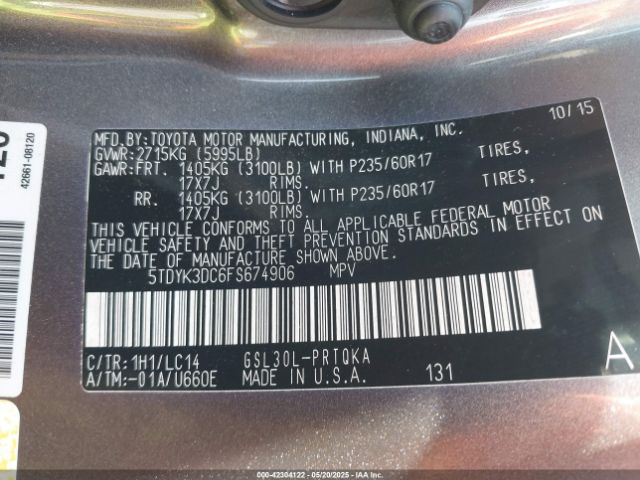 10/15
MFD.BY:TOYOTA MOTOR MANUFACTURING, INDIANA, INC.
GVWR:2715KG (5995LB)
GAWR:FRT. 1405KG (3100LB) WITH P235/60R17 TIRES,
17X7J RIMS.
RR. 1405KG (3100LB) WITH P235/60R17 TIRES,
17X7J RIMS.
THIS VEHICLE CONFORMS TO ALL APPLICABLE FEDERAL MOTOR
VEHICLE SAFETY AND THEFT PREVENTION STANDARDS IN EFFECT ON
THE DATE OF MANUFACTURE SHOWN ABOVE.
5TDYK3DC6FS674906 MPV
C/TR:1H1/LC14 GSL30L-PRTQKA
A/TM:-01A/U660E MADE IN U.S.A. 131
A
42661-08120
000-42304122 - 05/20/2025 - IAAI.COM